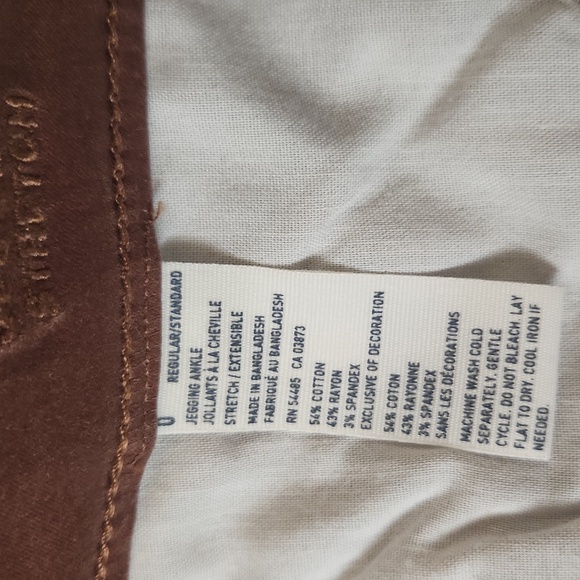 STRETCH
0 REGULAR/STANDARD
JEGGING ANKLE
JOLLANTS À LA CHEVILLE
STRETCH/EXTENSIBLE
MADE IN BANGLADESH
FABRIQUÉ AU BANGLADESH
RN 54485 CA 03873
54% COTTON
43% RAYON
3% SPANDEX
EXCLUSIVE OF DECORATION
54% COTON
43% RAYONNE
3% SPANDEX
SANS LES DÉCORATIONS
MACHINE WASH COLD
SEPARATELY, GENTLE
CYCLE. DO NOT BLEACH. LAY
FLAT TO DRY. COOL IRON IF
NEEDED.